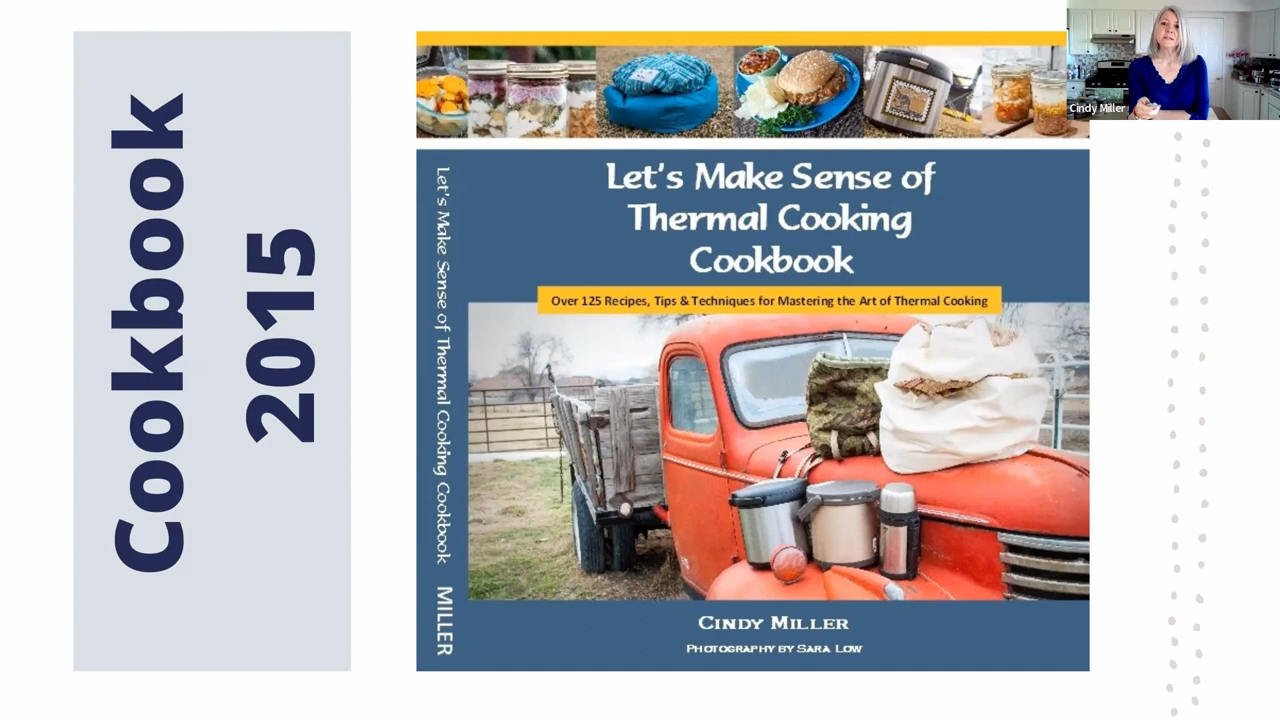 Cookbook
2015
Let's Make Sense of Thermal Cooking Cookbook MILLER
Let's Make Sense of
Thermal Cooking
Cookbook
Over 125 Recipes, Tips & Techniques for Mastering the Art of Thermal Cooking
CINDY MILLER
PHOTOGRAPHY BY SARA LOW
Cindy Miller